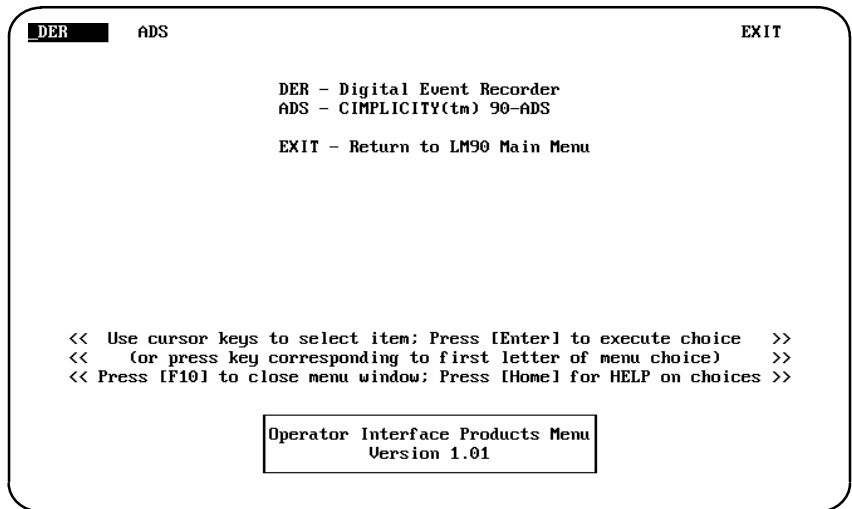 _DER ADS EXIT
DER - Digital Event Recorder
ADS - CIMPLICITY(tm) 90-ADS
EXIT - Return to LM90 Main Menu
<< Use cursor keys to select item; Press [Enter] to execute choice >>
<< (or press key corresponding to first letter of menu choice) >>
<< Press [F10] to close menu window; Press [Home] for HELP on choices >>
Operator Interface Products Menu
Version 1.01